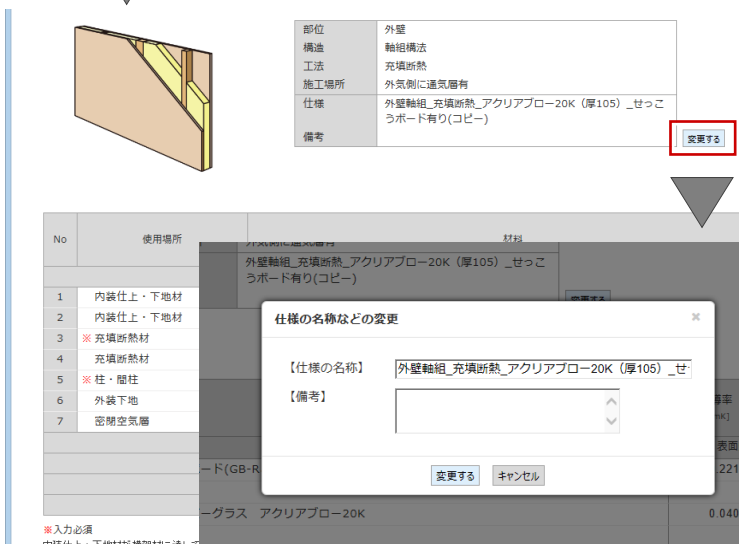 部位 外壁
構造 軸組構法
工法 充填断熱
施工場所 外気側に通気層有
仕様 外壁軸組_充填断熱_アクリアブロー20K（厚105）_せっこ
うボード有り(コピー)
備考
変更する
No 使用場所 材料
外壁軸組_充填断熱_アクリアブロー20K（厚105）_せっこ
うボード有り(コピー)
1 内装仕上・下地材
2 内装仕上・下地材
3 ※充填断熱材
4 充填断熱材
5 ※柱・間柱
6 外装下地
7 密閉空気層
仕様の名称などの変更 ×
【仕様の名称】 外壁軸組_充填断熱_アクリアブロー20K（厚105）_せ
【備考】
変更する キャンセル
表面
ード(GB-R .221
ーグラス アクリアブロー20K 0.040
※入力必須